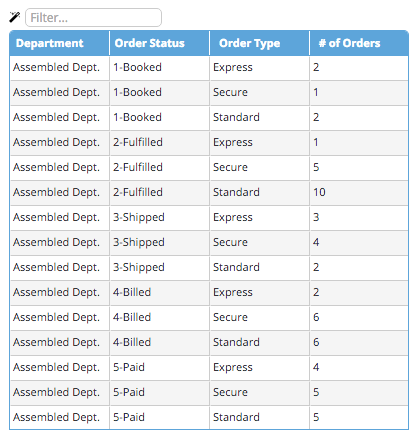 Filter...
Department Order Status Order Type # of Orders
Assembled Dept. 1-Booked Express 2
Assembled Dept. 1-Booked Secure 1
Assembled Dept. 1-Booked Standard 2
Assembled Dept. 2-Fulfilled Express 1
Assembled Dept. 2-Fulfilled Secure 5
Assembled Dept. 2-Fulfilled Standard 10
Assembled Dept. 3-Shipped Express 3
Assembled Dept. 3-Shipped Secure 4
Assembled Dept. 3-Shipped Standard 2
Assembled Dept. 4-Billed Express 2
Assembled Dept. 4-Billed Secure 6
Assembled Dept. 4-Billed Standard 6
Assembled Dept. 5-Paid Express 4
Assembled Dept. 5-Paid Secure 5
Assembled Dept. 5-Paid Standard 5